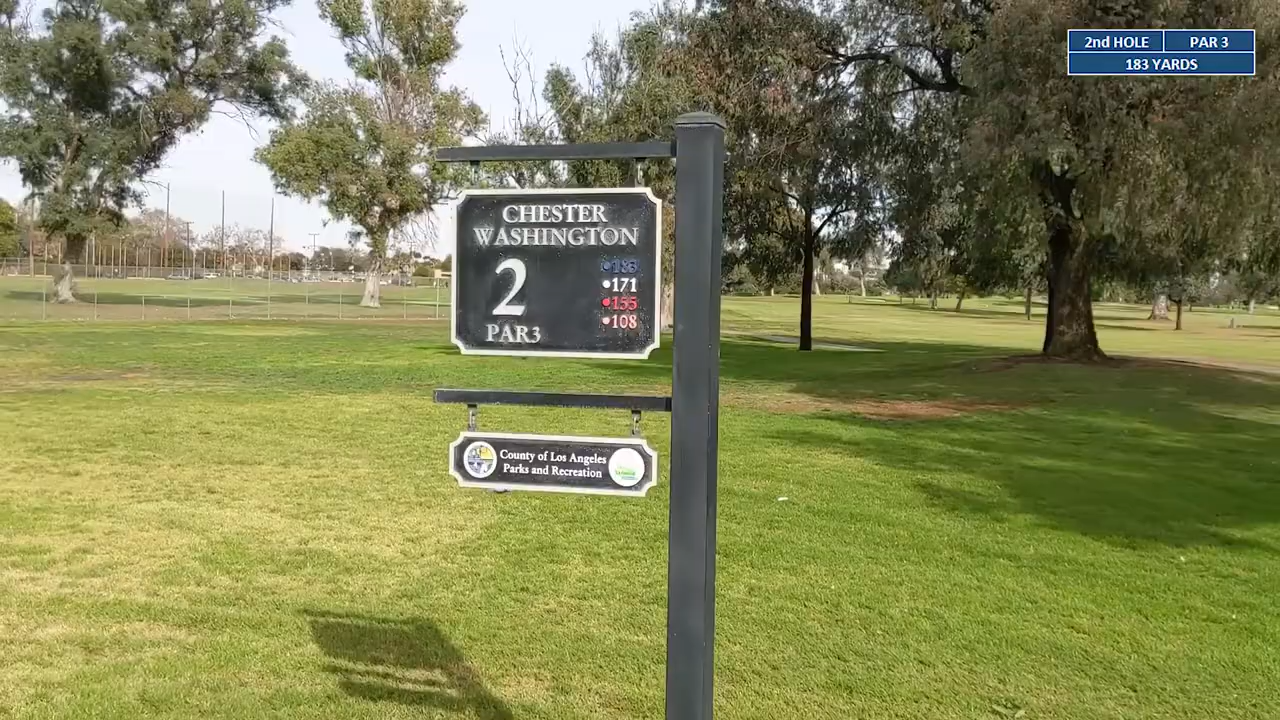 2nd HOLE PAR 3
183 YARDS
CHESTER
WASHINGTON
2
PAR3
•183
•171
•155
•108
County of Los Angeles
Parks and Recreation